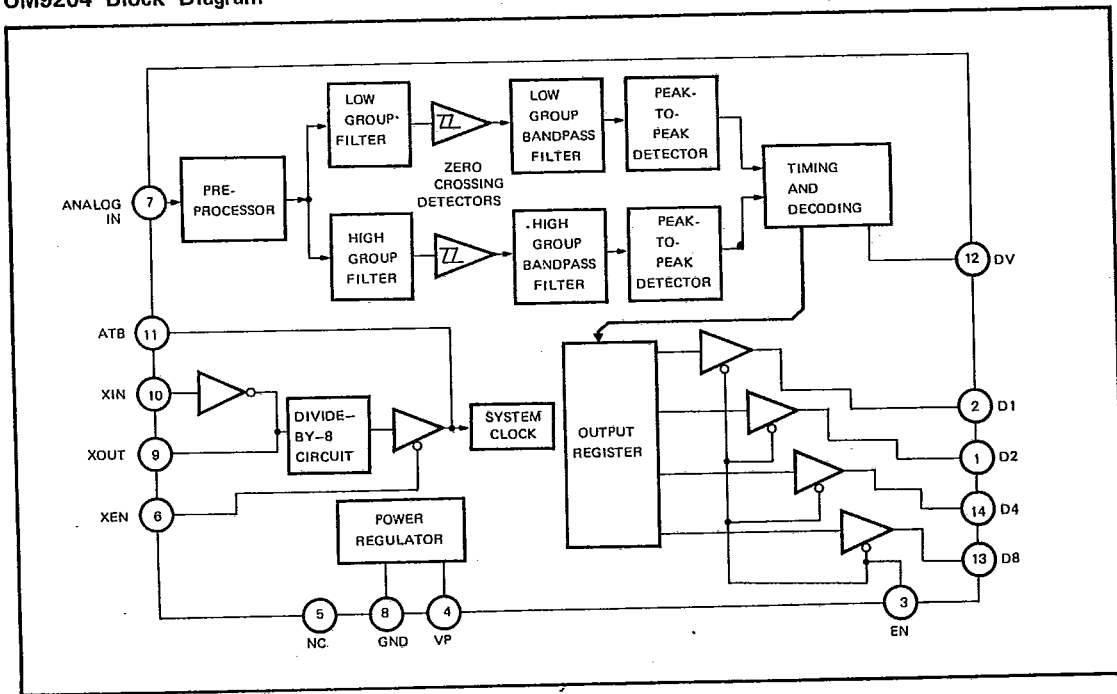 UM9204 Block Diagram
LOW
GROUP
FILTER
LOW
GROUP
BANDPASS
FILTER
PEAK-
TO-
PEAK
DETECTOR
ZERO
CROSSING
DETECTORS
TIMING
AND
DECODING
ANALOG
IN
7
PRE-
PROCESSOR
HIGH
GROUP
FILTER
HIGH
GROUP
BANDPASS
FILTER
PEAK-
TO-
PEAK
DETECTOR
12
DV
ATB
11
XIN
10
XOUT
9
XEN
6
DIVIDE-
BY-8
CIRCUIT
SYSTEM
CLOCK
OUTPUT
REGISTER
2
D1
1
D2
14
D4
13
D8
POWER
REGULATOR
5
NC
8
GND
4
VP
3
EN